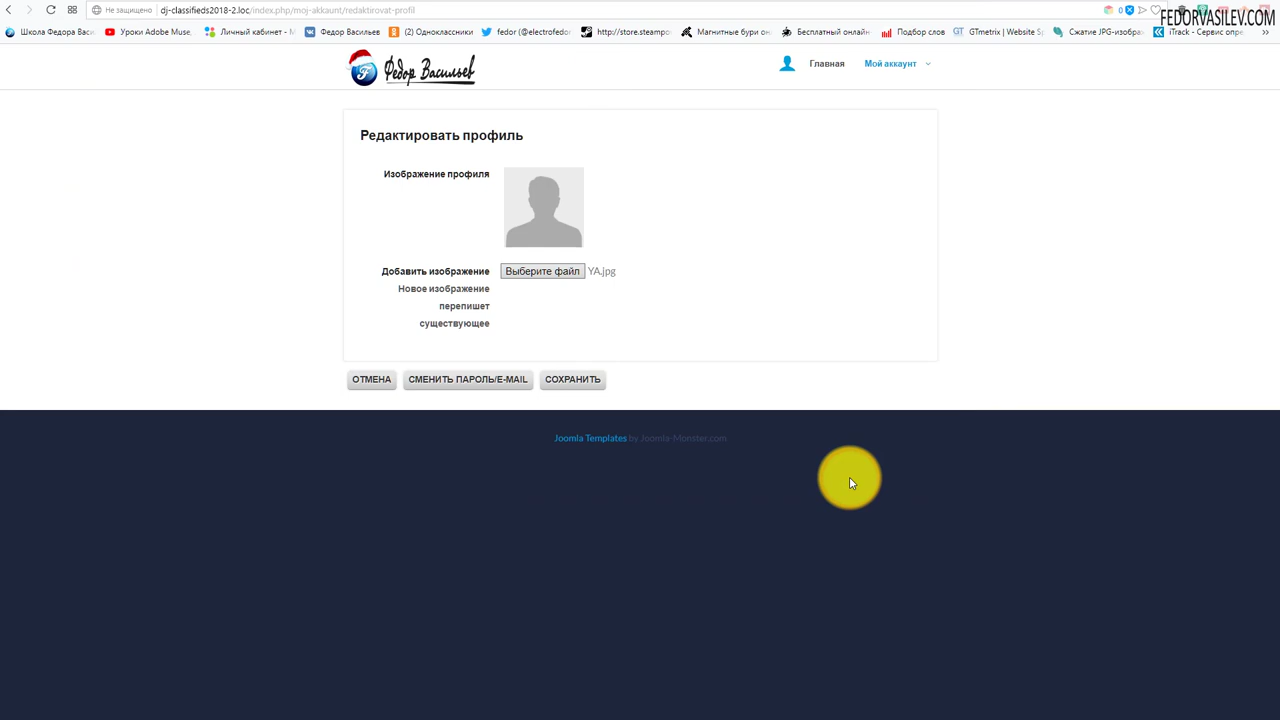 Не защищено dj-classifieds2018-2.loc/index.php/moj-akkaunt/redaktirovat-profil
0
FEDORVASILEV.COM
Школа Федора Васи
Уроки Adobe Muse,
Личный кабинет - М
Федор Васильев
(2) Одноклассники
fedor (@electrofedor
http://store.steampo
Магнитные бури он
Бесплатный онлайн
Подбор слов
GTmetrix | Website Sp
Сжатие JPG-изобра
iTrack - Сервис опре
Федор Васильев
Главная
Мой аккаунт
Редактировать профиль
Изображение профиля
Добавить изображение
Выберите файл YA.jpg
Новое изображение
перепишет
существующее
ОТМЕНА
СМЕНИТЬ ПАРОЛЬ/E-MAIL
СОХРАНИТЬ
Joomla Templates by Joomla-Monster.com